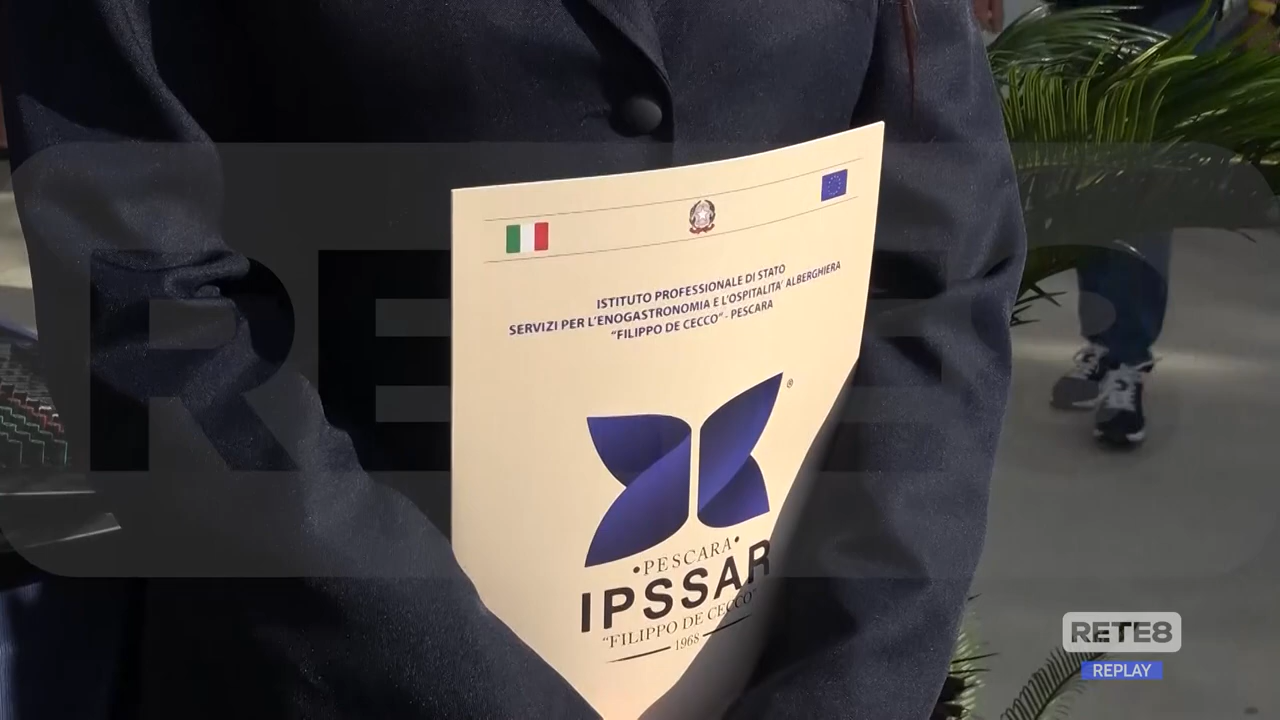 ISTITUTO PROFESSIONALE DI STATO
SERVIZI PER L'ENOGASTRONOMIA E L'OSPITALITA' ALBERGHIERA
"FILIPPO DE CECCO" - PESCARA
®
•PESCARA•
IPSSAR
"FILIPPO DE CECCO"
1968
RETE8
RETE8
REPLAY